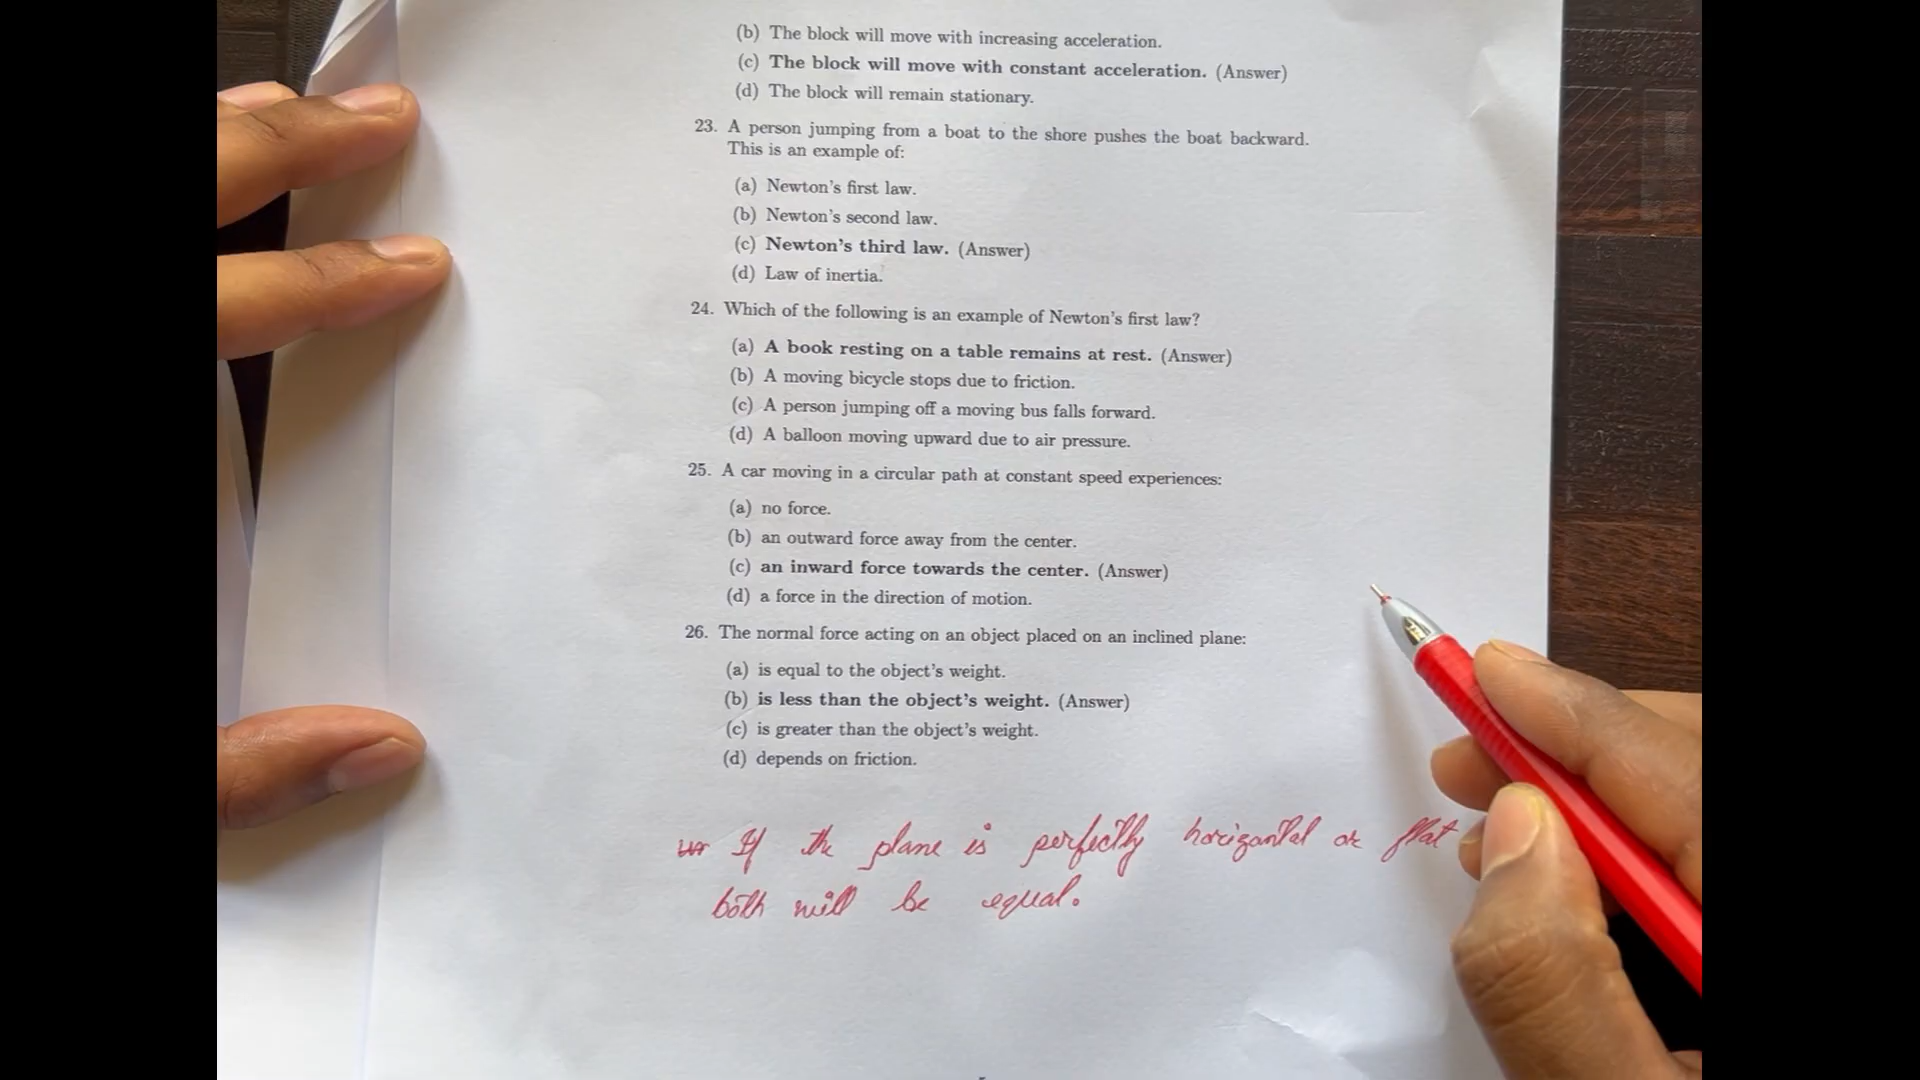 (b) The block will move with increasing acceleration.
(c) The block will move with constant acceleration. (Answer)
(d) The block will remain stationary.
23. A person jumping from a boat to the shore pushes the boat backward.
This is an example of:
(a) Newton's first law.
(b) Newton's second law.
(c) Newton's third law. (Answer)
(d) Law of inertia.
24. Which of the following is an example of Newton's first law?
(a) A book resting on a table remains at rest. (Answer)
(b) A moving bicycle stops due to friction.
(c) A person jumping off a moving bus falls forward.
(d) A balloon moving upward due to air pressure.
25. A car moving in a circular path at constant speed experiences:
(a) no force.
(b) an outward force away from the center.
(c) an inward force towards the center. (Answer)
(d) a force in the direction of motion.
26. The normal force acting on an object placed on an inclined plane:
(a) is equal to the object's weight.
(b) is less than the object's weight. (Answer)
(c) is greater than the object's weight.
(d) depends on friction.
If the plane is perfectly horizontal or flat
both will be equal.